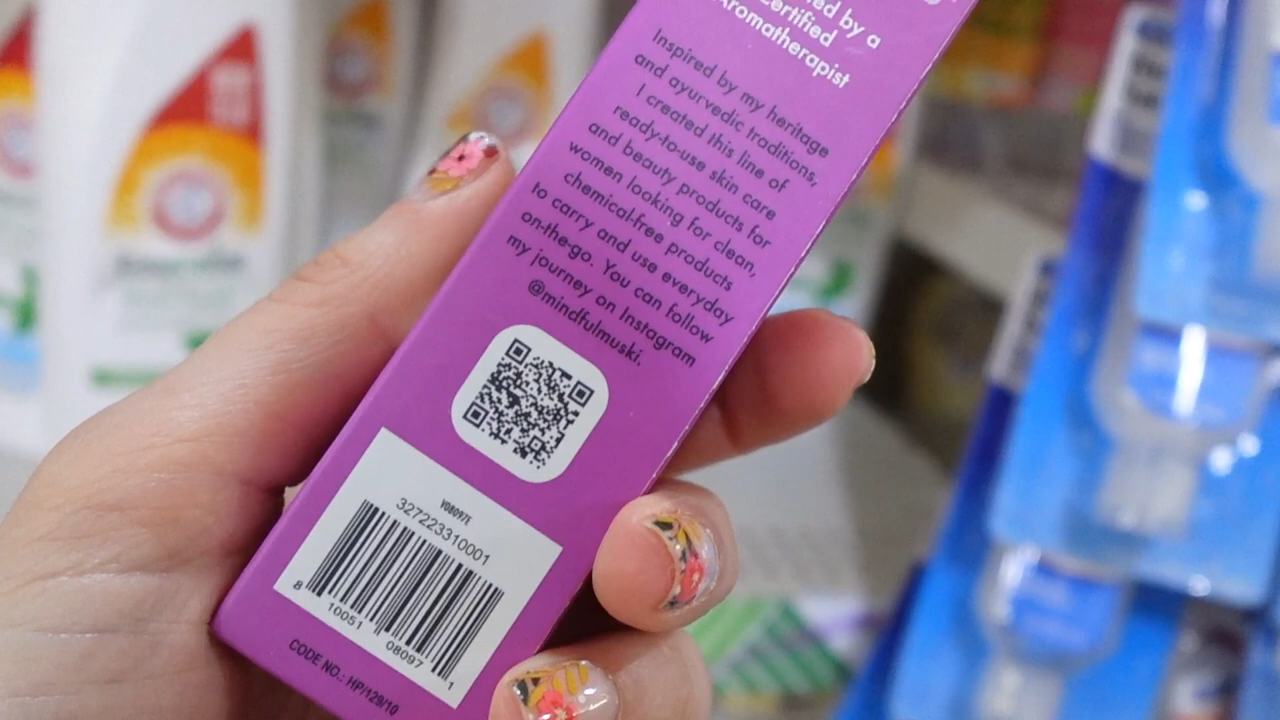 ted by a
Certified
Aromatherapist
Inspired by my heritage
and ayurvedic traditions,
I created this line of
ready-to-use skin care
and beauty products for
women looking for clean,
chemical-free products
to carry and use everyday
on-the-go. You can follow
my journey on Instagram
@mindfulmuski.
V08097E
327223310001
8 10051 08097 1
CODE NO.: HP/129/10